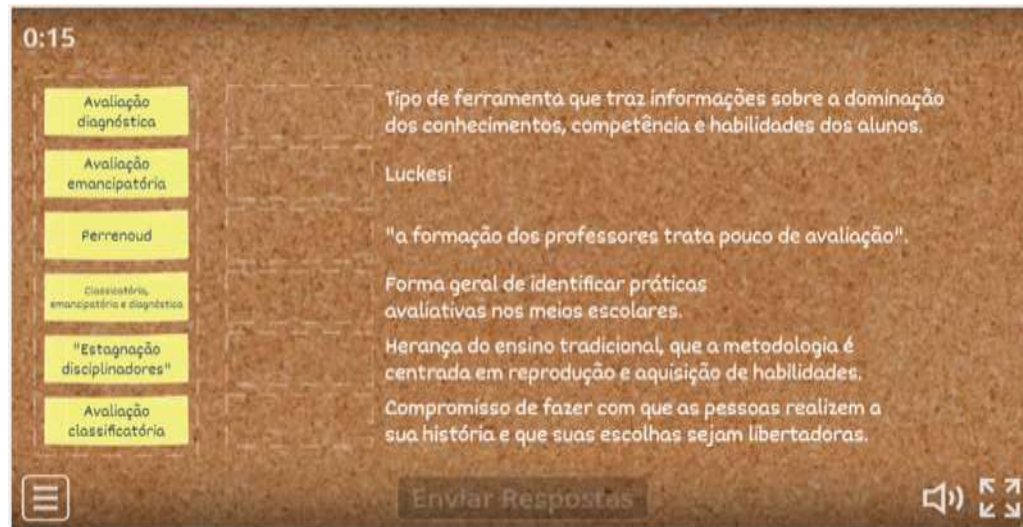 0:15
Avaliação
diagnóstica
Tipo de ferramenta que traz informações sobre a dominação
dos conhecimentos, competência e habilidades dos alunos.
Avaliação
emancipatória
Luckesi
Perrenoud
"a formação dos professores trata pouco de avaliação".
Classicatória,
emancipatória e diagnóstica
Forma geral de identificar práticas
avaliativas nos meios escolares.
"Estagnação
disciplinadores"
Herança do ensino tradicional, que a metodologia é
centrada em reprodução e aquisição de habilidades.
Avaliação
classificatória
Compromisso de fazer com que as pessoas realizem a
sua história e que suas escolhas sejam libertadoras.
Enviar Respostas